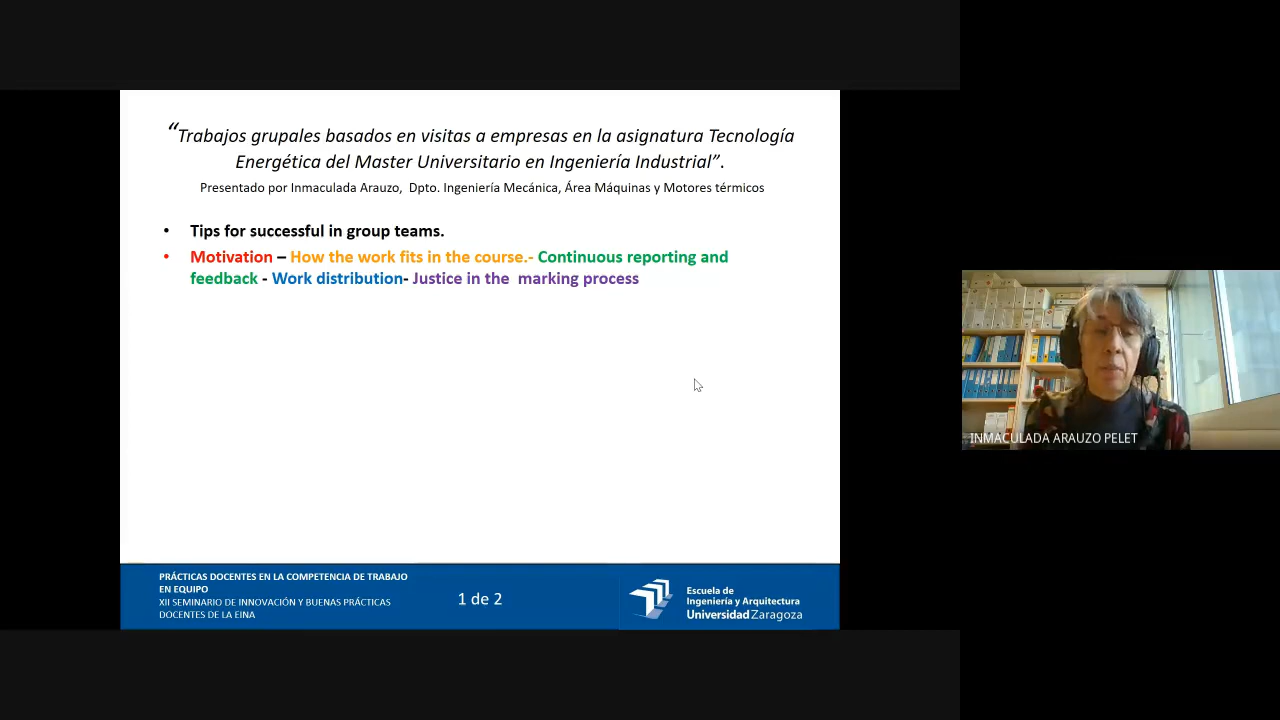 “Trabajos grupales basados en visitas a empresas en la asignatura Tecnología
Energética del Master Universitario en Ingeniería Industrial”.
Presentado por Inmaculada Arauzo, Dpto. Ingeniería Mecánica, Área Máquinas y Motores térmicos
• Tips for successful in group teams.
• Motivation – How the work fits in the course.- Continuous reporting and
feedback - Work distribution- Justice in the marking process
INMACULADA ARAUZO PELET
PRÁCTICAS DOCENTES EN LA COMPETENCIA DE TRABAJO
EN EQUIPO
XII SEMINARIO DE INNOVACIÓN Y BUENAS PRÁCTICAS
DOCENTES DE LA EINA
1 de 2
Escuela de
Ingeniería y Arquitectura
Universidad Zaragoza